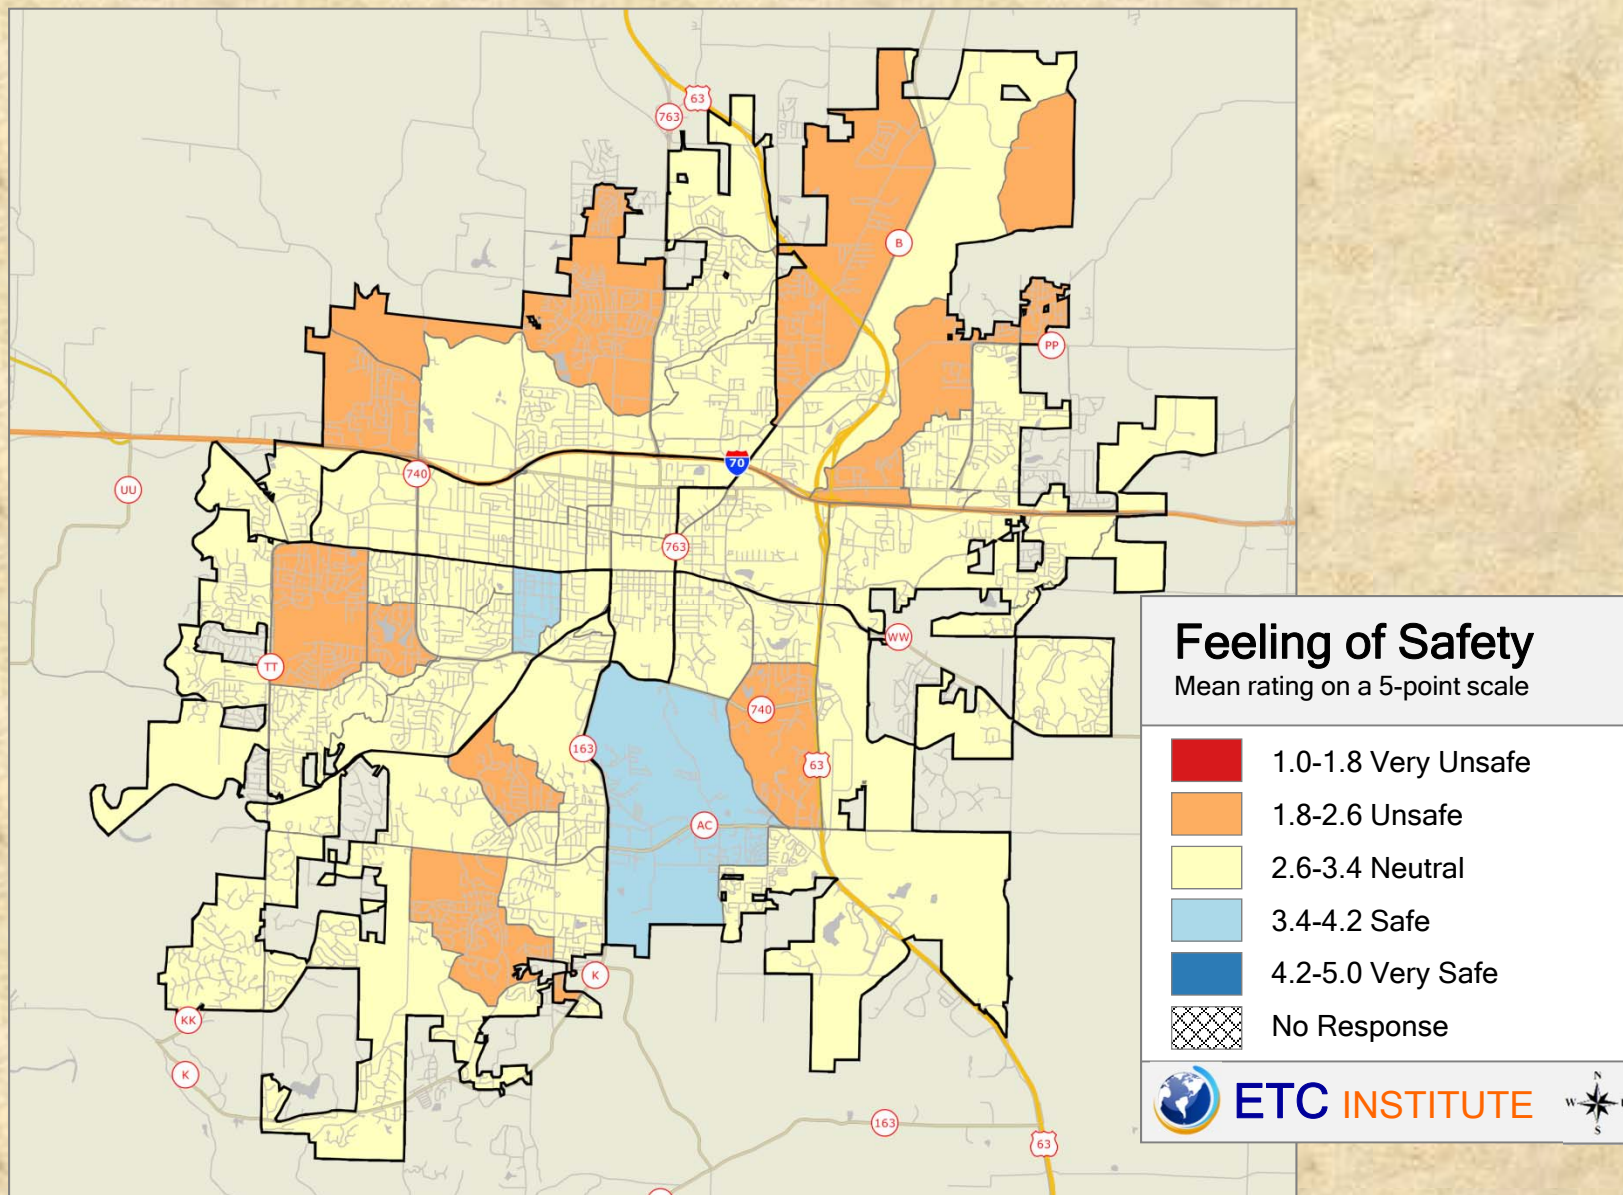 63
763
B
PP
70
740
UU
763
WW
TT
740
163
63
AC
K
KK
K
163
63
Feeling of Safety
Mean rating on a 5-point scale
1.0-1.8 Very Unsafe
1.8-2.6 Unsafe
2.6-3.4 Neutral
3.4-4.2 Safe
4.2-5.0 Very Safe
No Response
ETC INSTITUTE
N
W
S